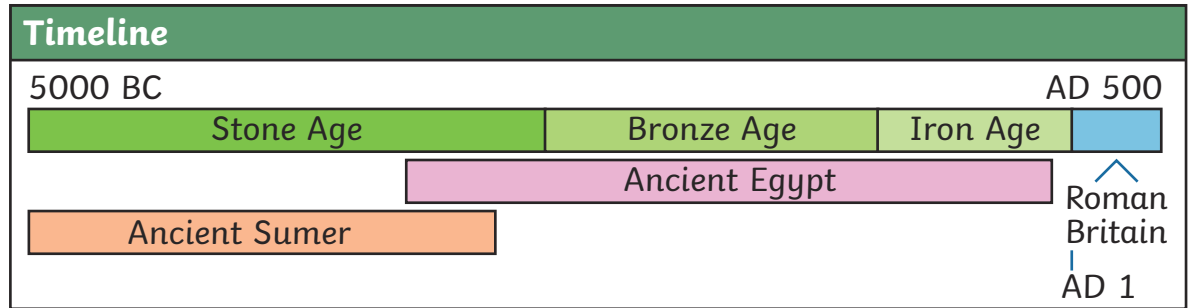 Timeline
5000 BC AD 500
Stone Age Bronze Age Iron Age
Ancient Egypt
Roman
Britain
Ancient Sumer
AD 1